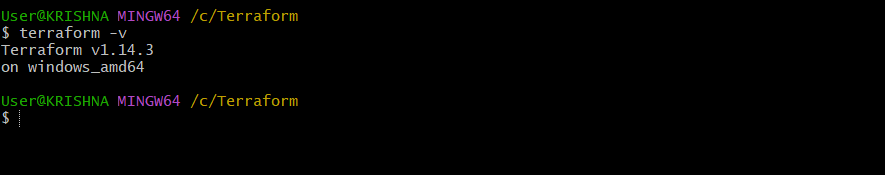 User@KRISHNA MINGW64 /c/Terraform
$ terraform -v
Terraform v1.14.3
on windows_amd64
User@KRISHNA MINGW64 /c/Terraform
$